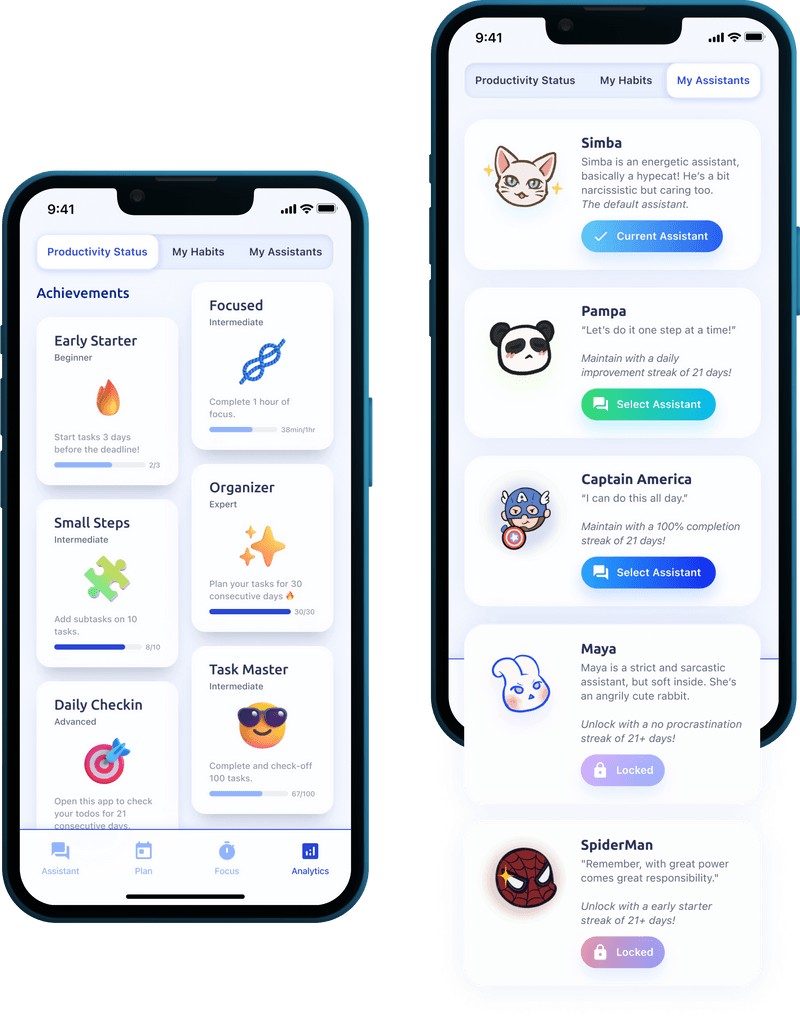 9:41
Productivity Status
My Habits
My Assistants
Achievements
Early Starter
Beginner
Start tasks 3 days
before the deadline!
2/3
Small Steps
Intermediate
Add subtasks on 10
tasks.
8/10
Daily Checkin
Advanced
Open this app to check
your todos for 21
consecutive days.
Focused
Intermediate
Complete 1 hour of
focus.
38min/1hr
Organizer
Expert
Plan your tasks for 30
consecutive days 🔥
30/30
Task Master
Intermediate
Complete and check-off
100 tasks.
67/100
Assistant
Plan
Focus
Analytics
9:41
Productivity Status
My Habits
My Assistants
Simba
Simba is an energetic assistant,
basically a hypecat! He's a bit
narcissistic but caring too.
The default assistant.
Current Assistant
Pampa
“Let's do it one step at a time!”
Maintain with a daily
improvement streak of 21 days!
Select Assistant
Captain America
“I can do this all day.”
Maintain with a 100% completion
streak of 21 days!
A
Select Assistant
Maya
Maya is a strict and sarcastic
assistant, but soft inside. She's
an angrily cute rabbit.
Unlock with a no procrastination
streak of 21+ days!
Locked
SpiderMan
"Remember, with great power
comes great responsibility."
Unlock with a early starter
streak of 21+ days!
Locked